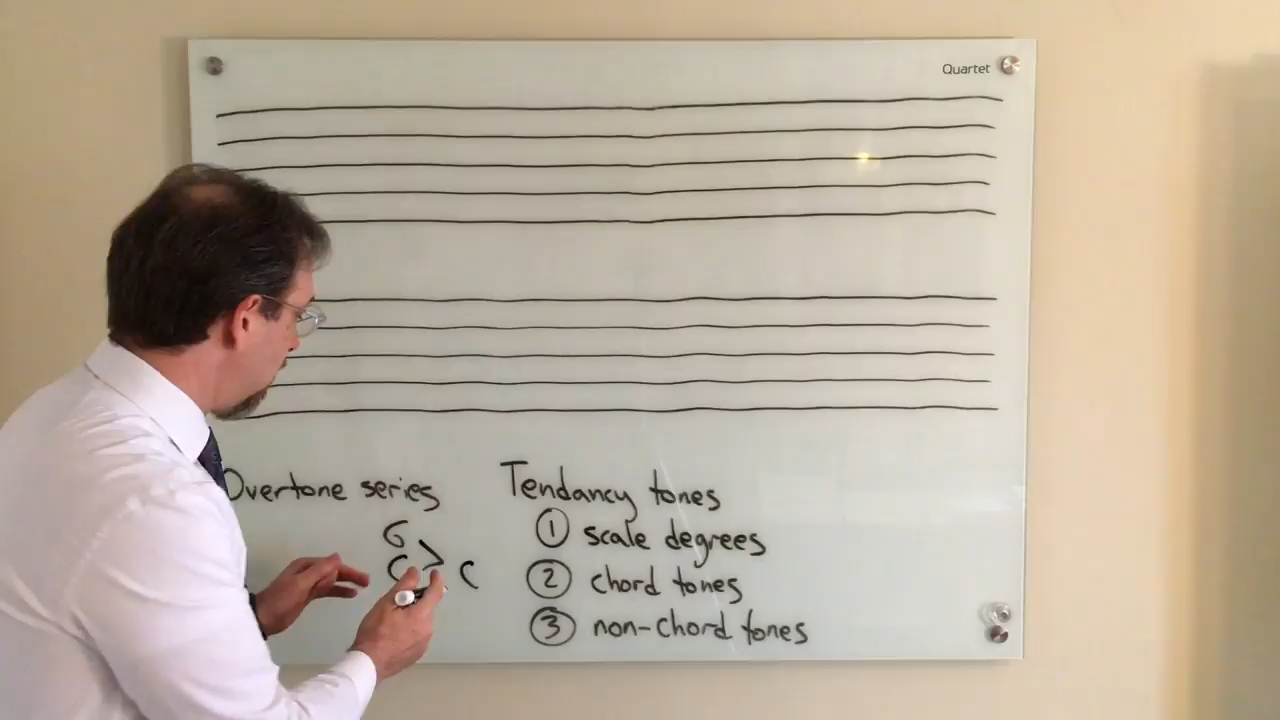 Quartet
Overtone series
G
C > C
Tendancy tones
1 scale degrees
2 chord tones
3 non-chord tones